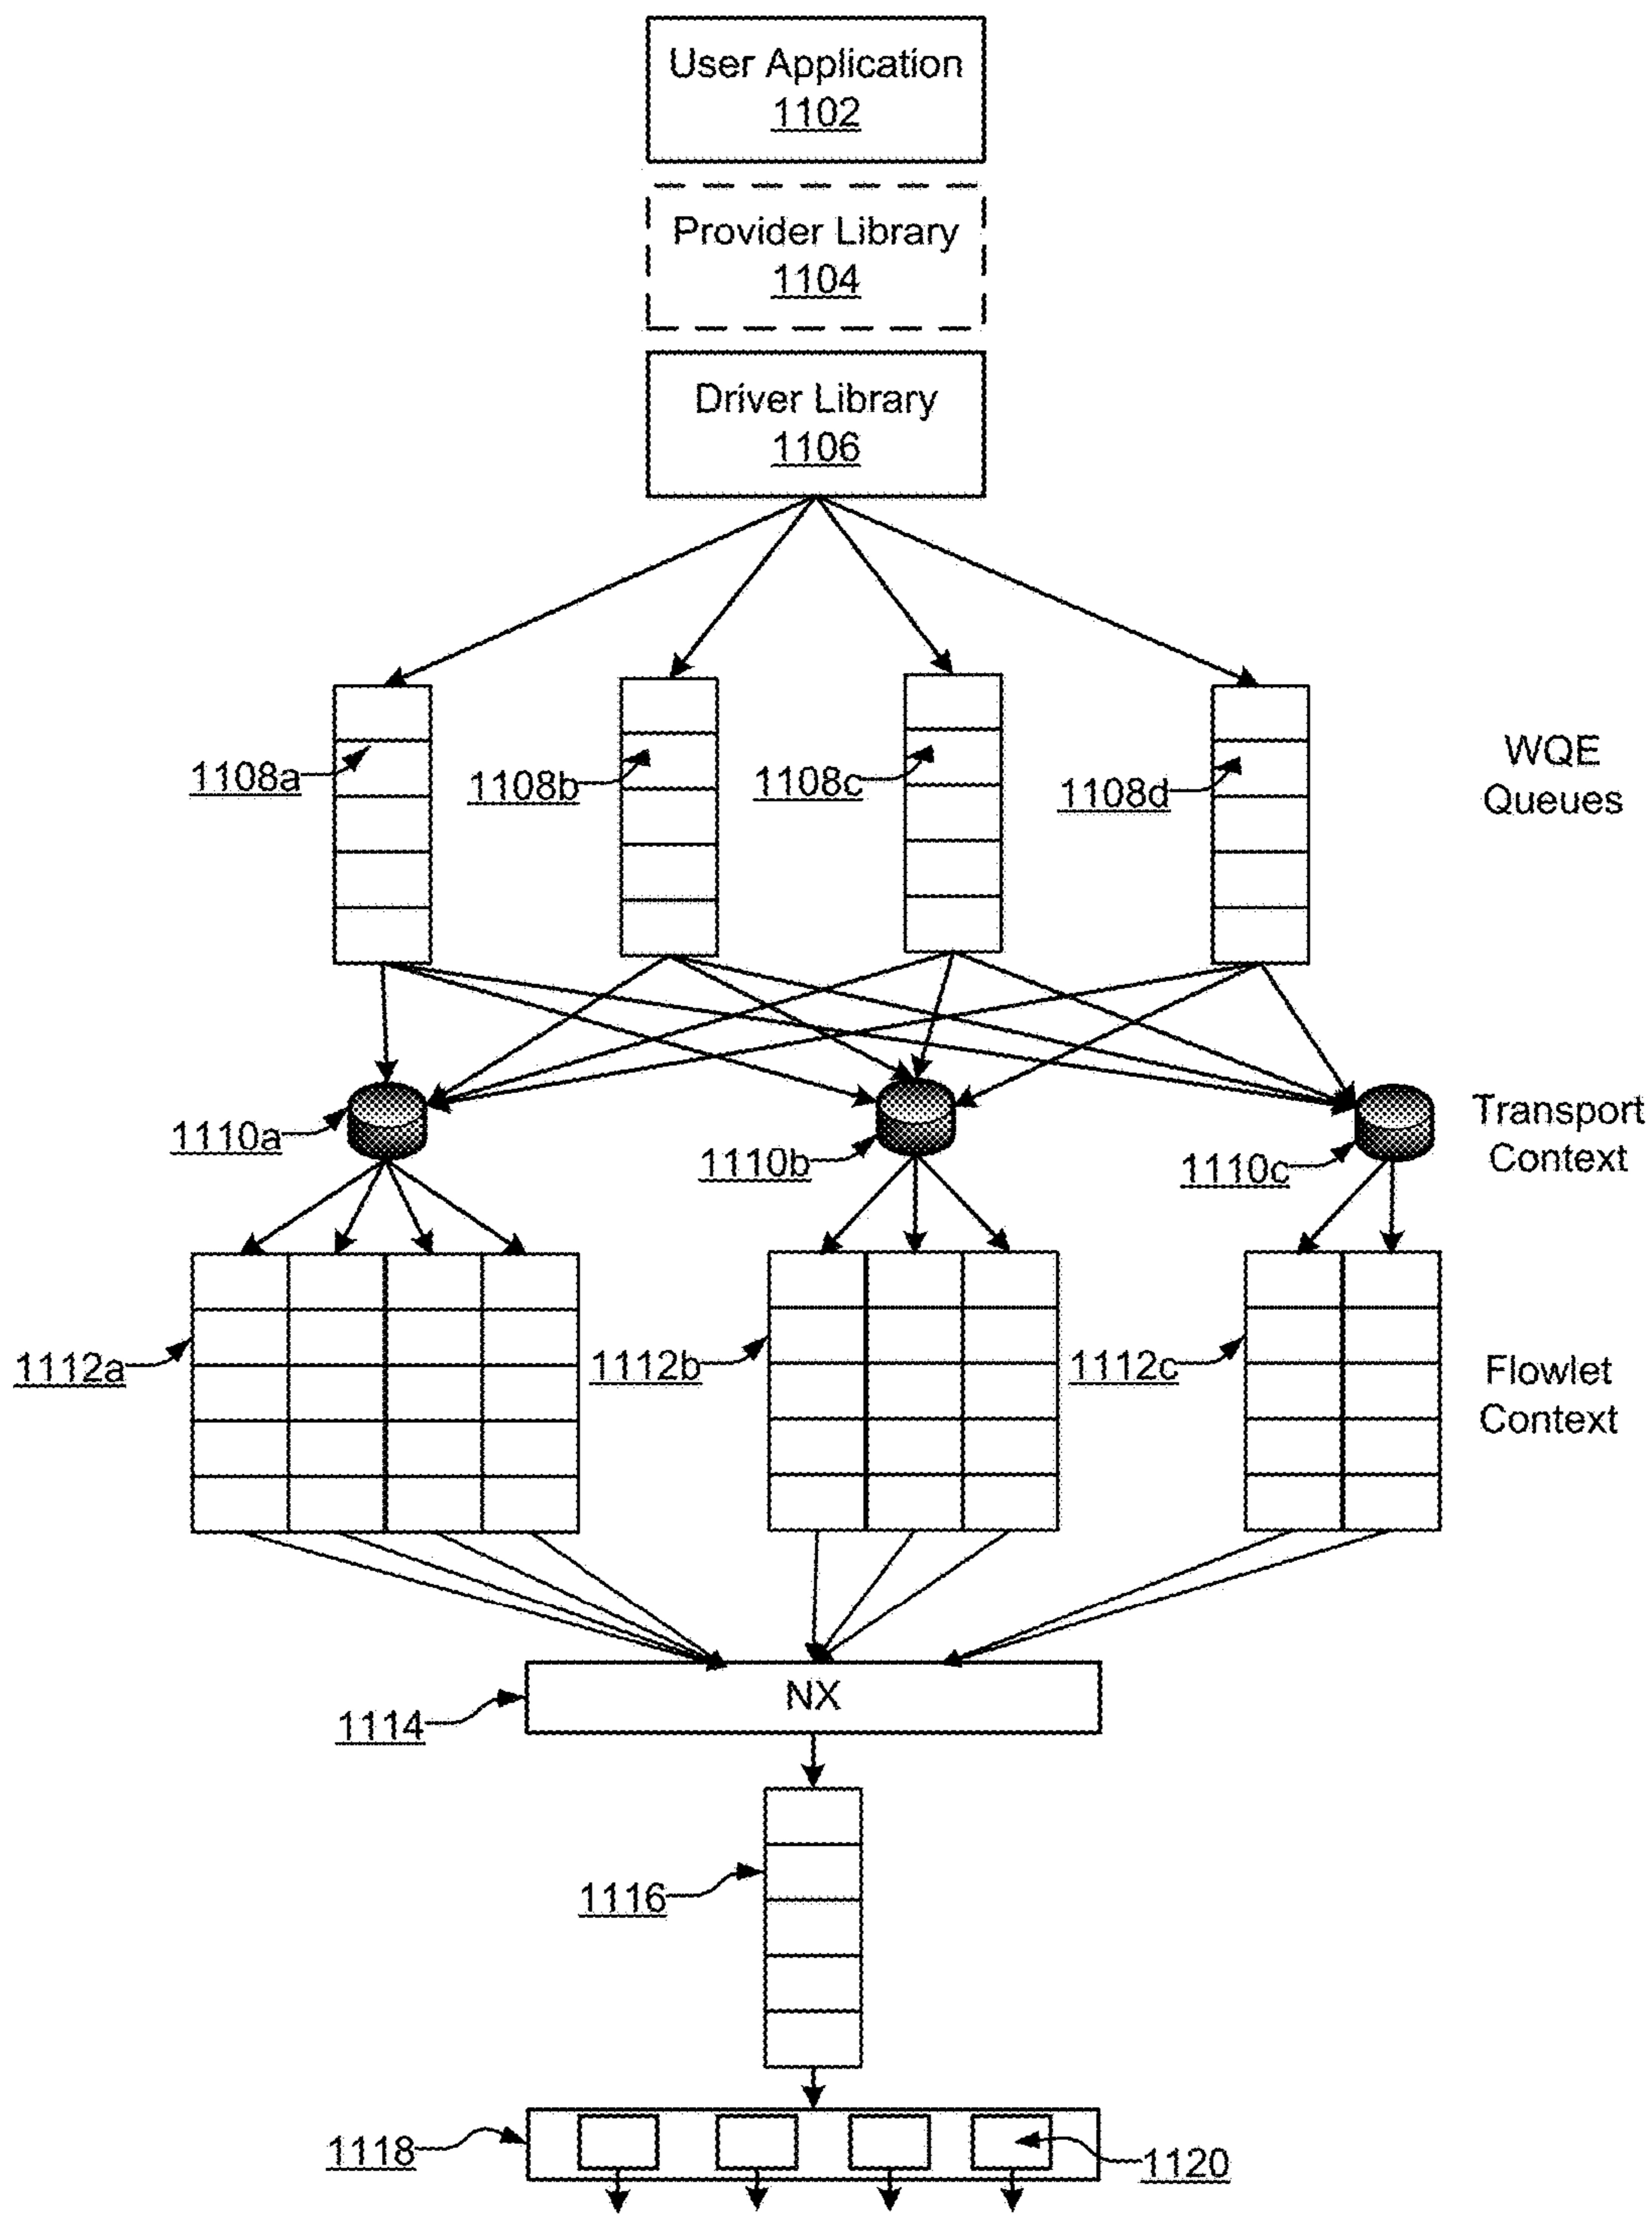 User Application
1102
Provider Library
1104
Driver Library
1106
1108a
1108b
1108c
1108d
WQE
Queues
1110a
1110b
1110c
Transport
Context
1112a
1112b
1112c
Flowlet
Context
NX
1114
1116
1118
1120